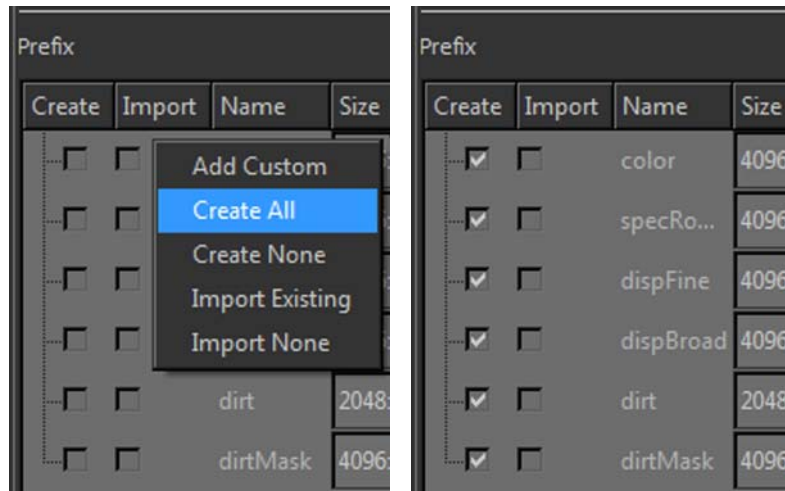 Prefix
Create Import Name Size
Add Custom
Create All
Create None
Import Existing
Import None
dirt 2048
dirtMask 4096
Prefix
Create Import Name Size
color 4096
specRo... 4096
dispFine 4096
dispBroad 4096
dirt 2048
dirtMask 4096